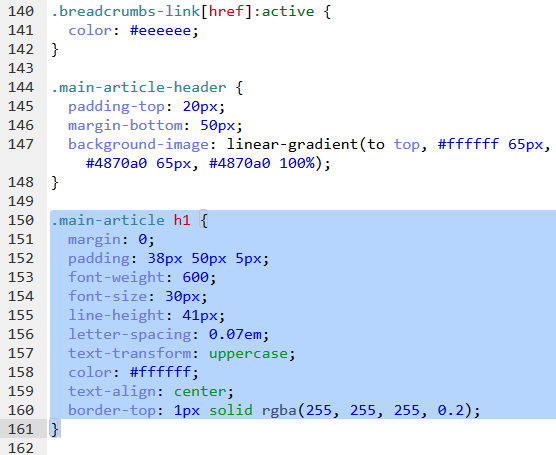 140 .breadcrumbs-link[href]:active {
141   color: #eeeeee;
142 }
143
144 .main-article-header {
145   padding-top: 20px;
146   margin-bottom: 50px;
147   background-image: linear-gradient(to top, #ffffff 65px,
#4870a0 65px, #4870a0 100%);
148 }
149
150 .main-article h1 {
151   margin: 0;
152   padding: 38px 50px 5px;
153   font-weight: 600;
154   font-size: 30px;
155   line-height: 41px;
156   letter-spacing: 0.07em;
157   text-transform: uppercase;
158   color: #ffffff;
159   text-align: center;
160   border-top: 1px solid rgba(255, 255, 255, 0.2);
161 }
162